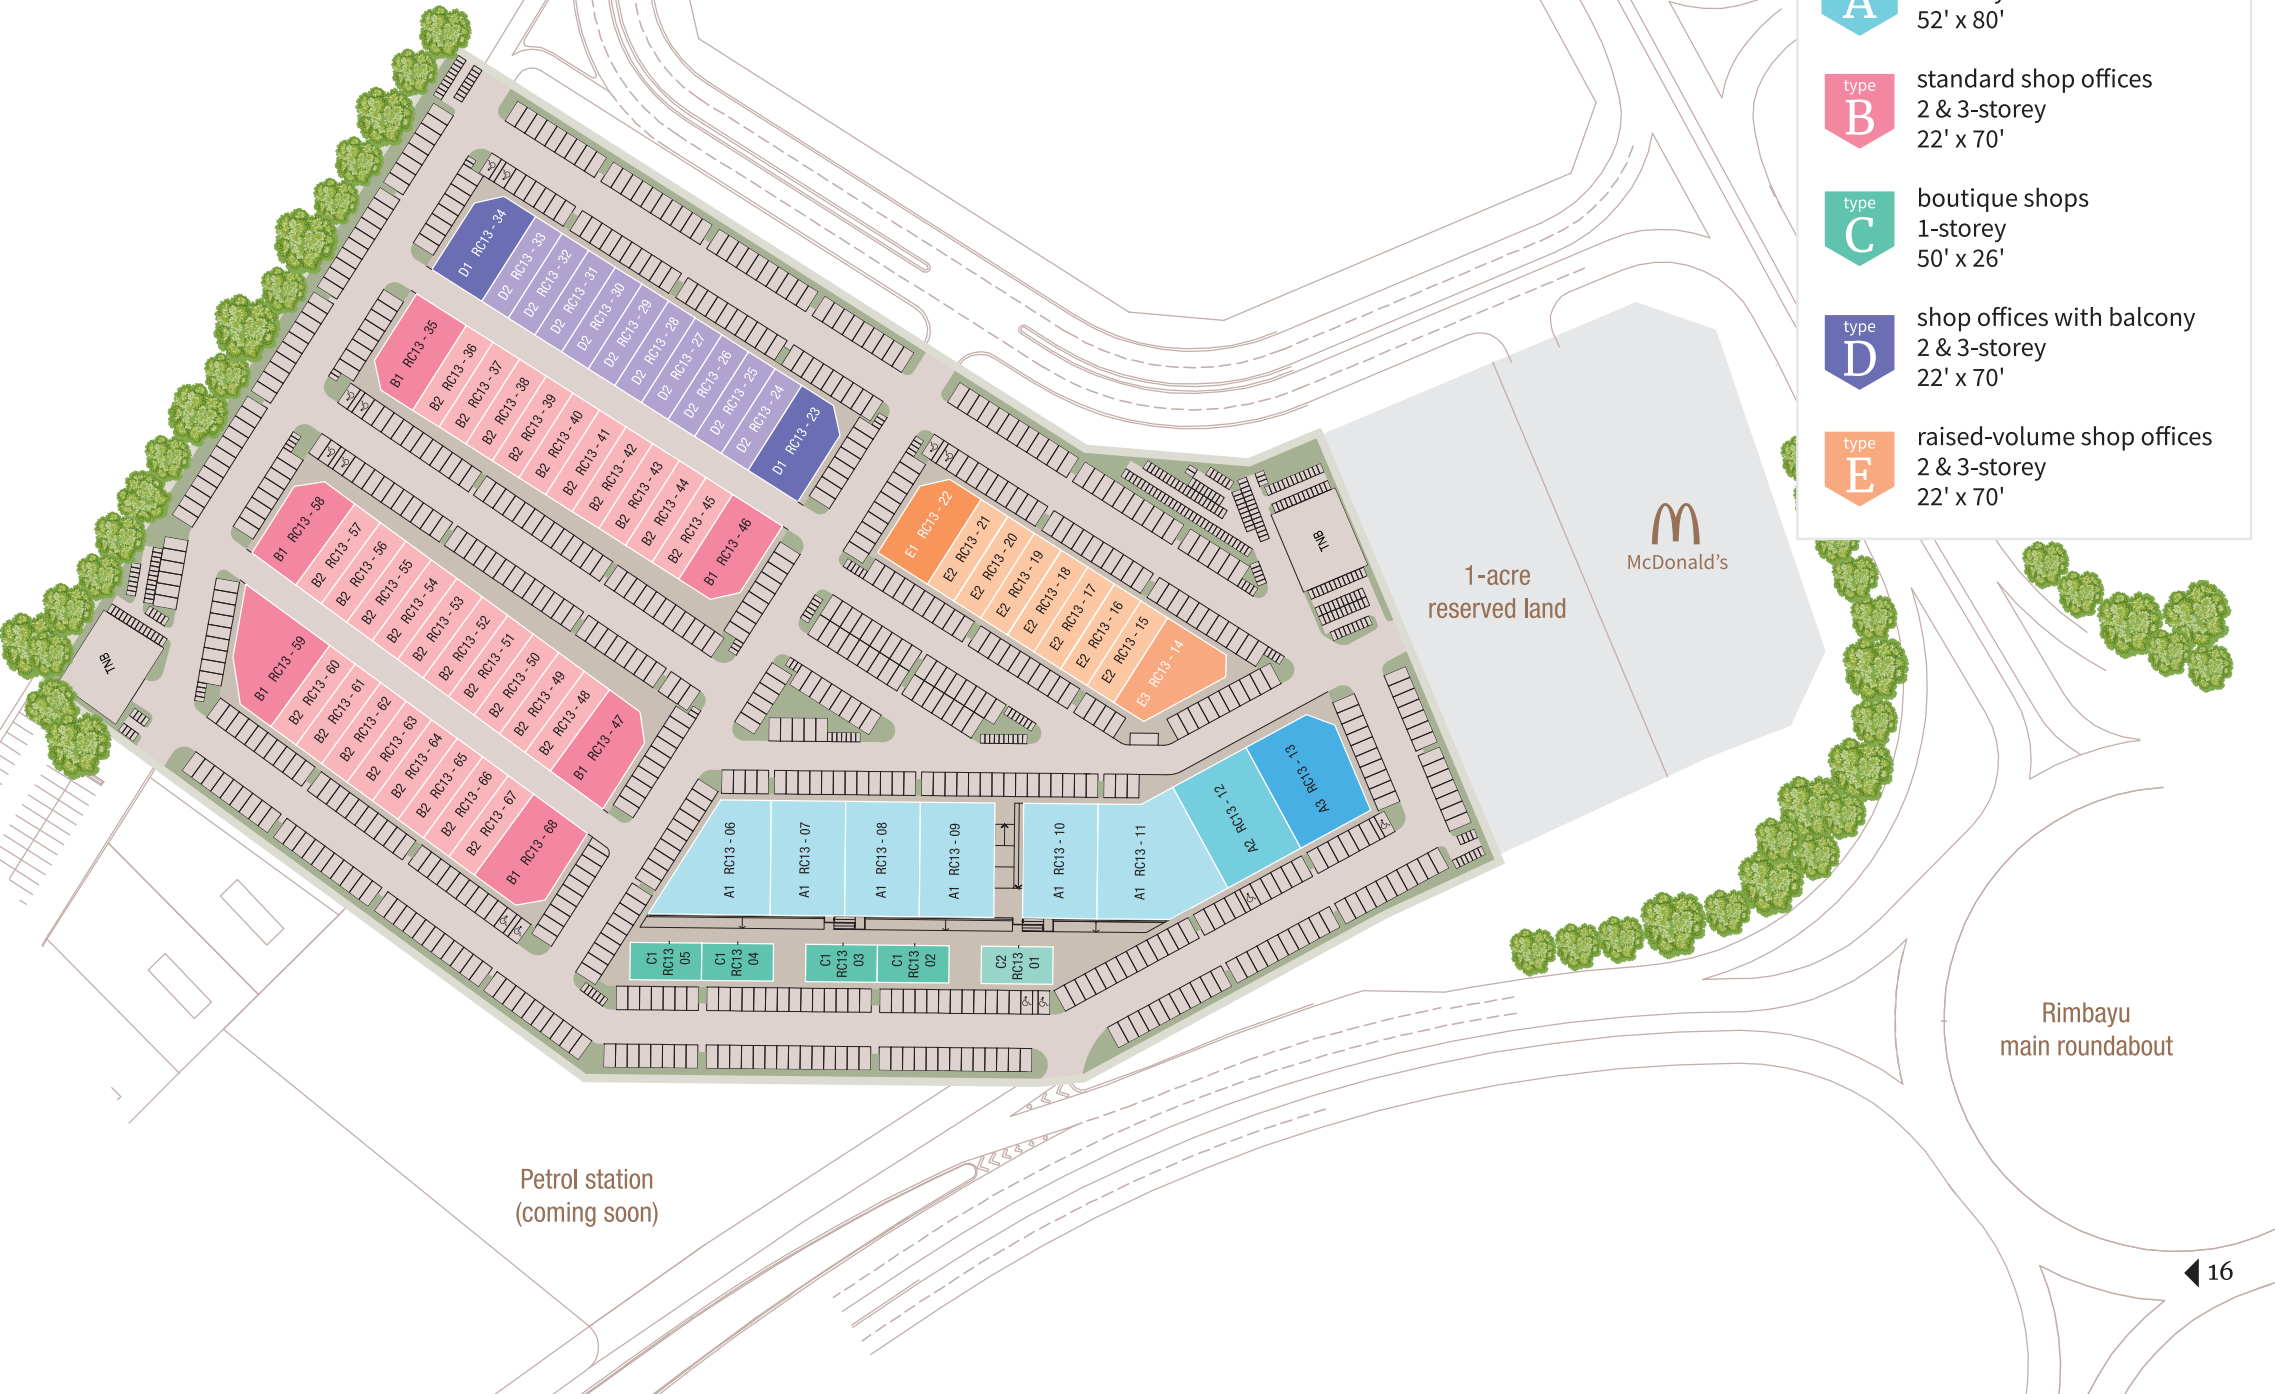 A
52' x 80'
type
B
standard shop offices
2 & 3-storey
22' x 70'
type
C
boutique shops
1-storey
50' x 26'
type
D
shop offices with balcony
2 & 3-storey
22' x 70'
type
E
raised-volume shop offices
2 & 3-storey
22' x 70'
D1 RC13 - 34
D2 RC13 - 33
D2 RC13 - 32
D2 RC13 - 31
D2 RC13 - 30
D2 RC13 - 29
D2 RC13 - 28
D2 RC13 - 27
D2 RC13 - 26
D2 RC13 - 25
D2 RC13 - 24
D1 RC13 - 23
B1 RC13 - 35
B2 RC13 - 36
B2 RC13 - 37
B2 RC13 - 38
B2 RC13 - 39
B2 RC13 - 40
B2 RC13 - 41
B2 RC13 - 42
B2 RC13 - 43
B2 RC13 - 44
B2 RC13 - 45
B1 RC13 - 46
B1 RC13 - 58
B2 RC13 - 57
B2 RC13 - 56
B2 RC13 - 55
B2 RC13 - 54
B2 RC13 - 53
B2 RC13 - 52
B2 RC13 - 51
B2 RC13 - 50
B2 RC13 - 49
B2 RC13 - 48
B1 RC13 - 47
B1 RC13 - 59
B2 RC13 - 60
B2 RC13 - 61
B2 RC13 - 62
B2 RC13 - 63
B2 RC13 - 64
B2 RC13 - 65
B2 RC13 - 66
B2 RC13 - 67
B1 RC13 - 68
E1 RC13 - 22
E2 RC13 - 21
E2 RC13 - 20
E2 RC13 - 19
E2 RC13 - 18
E2 RC13 - 17
E2 RC13 - 16
E2 RC13 - 15
E3 RC13 - 14
TNB
TNB
A1 RC13 - 06
A1 RC13 - 07
A1 RC13 - 08
A1 RC13 - 09
A1 RC13 - 10
A1 RC13 - 11
A2 RC13 - 12
A3 RC13 - 13
C1
RC13
05
C1
RC13
04
C1
RC13
03
C1
RC13
02
C2
RC13
01
1-acre
reserved land
McDonald's
Rimbayu
main roundabout
Petrol station
(coming soon)
16